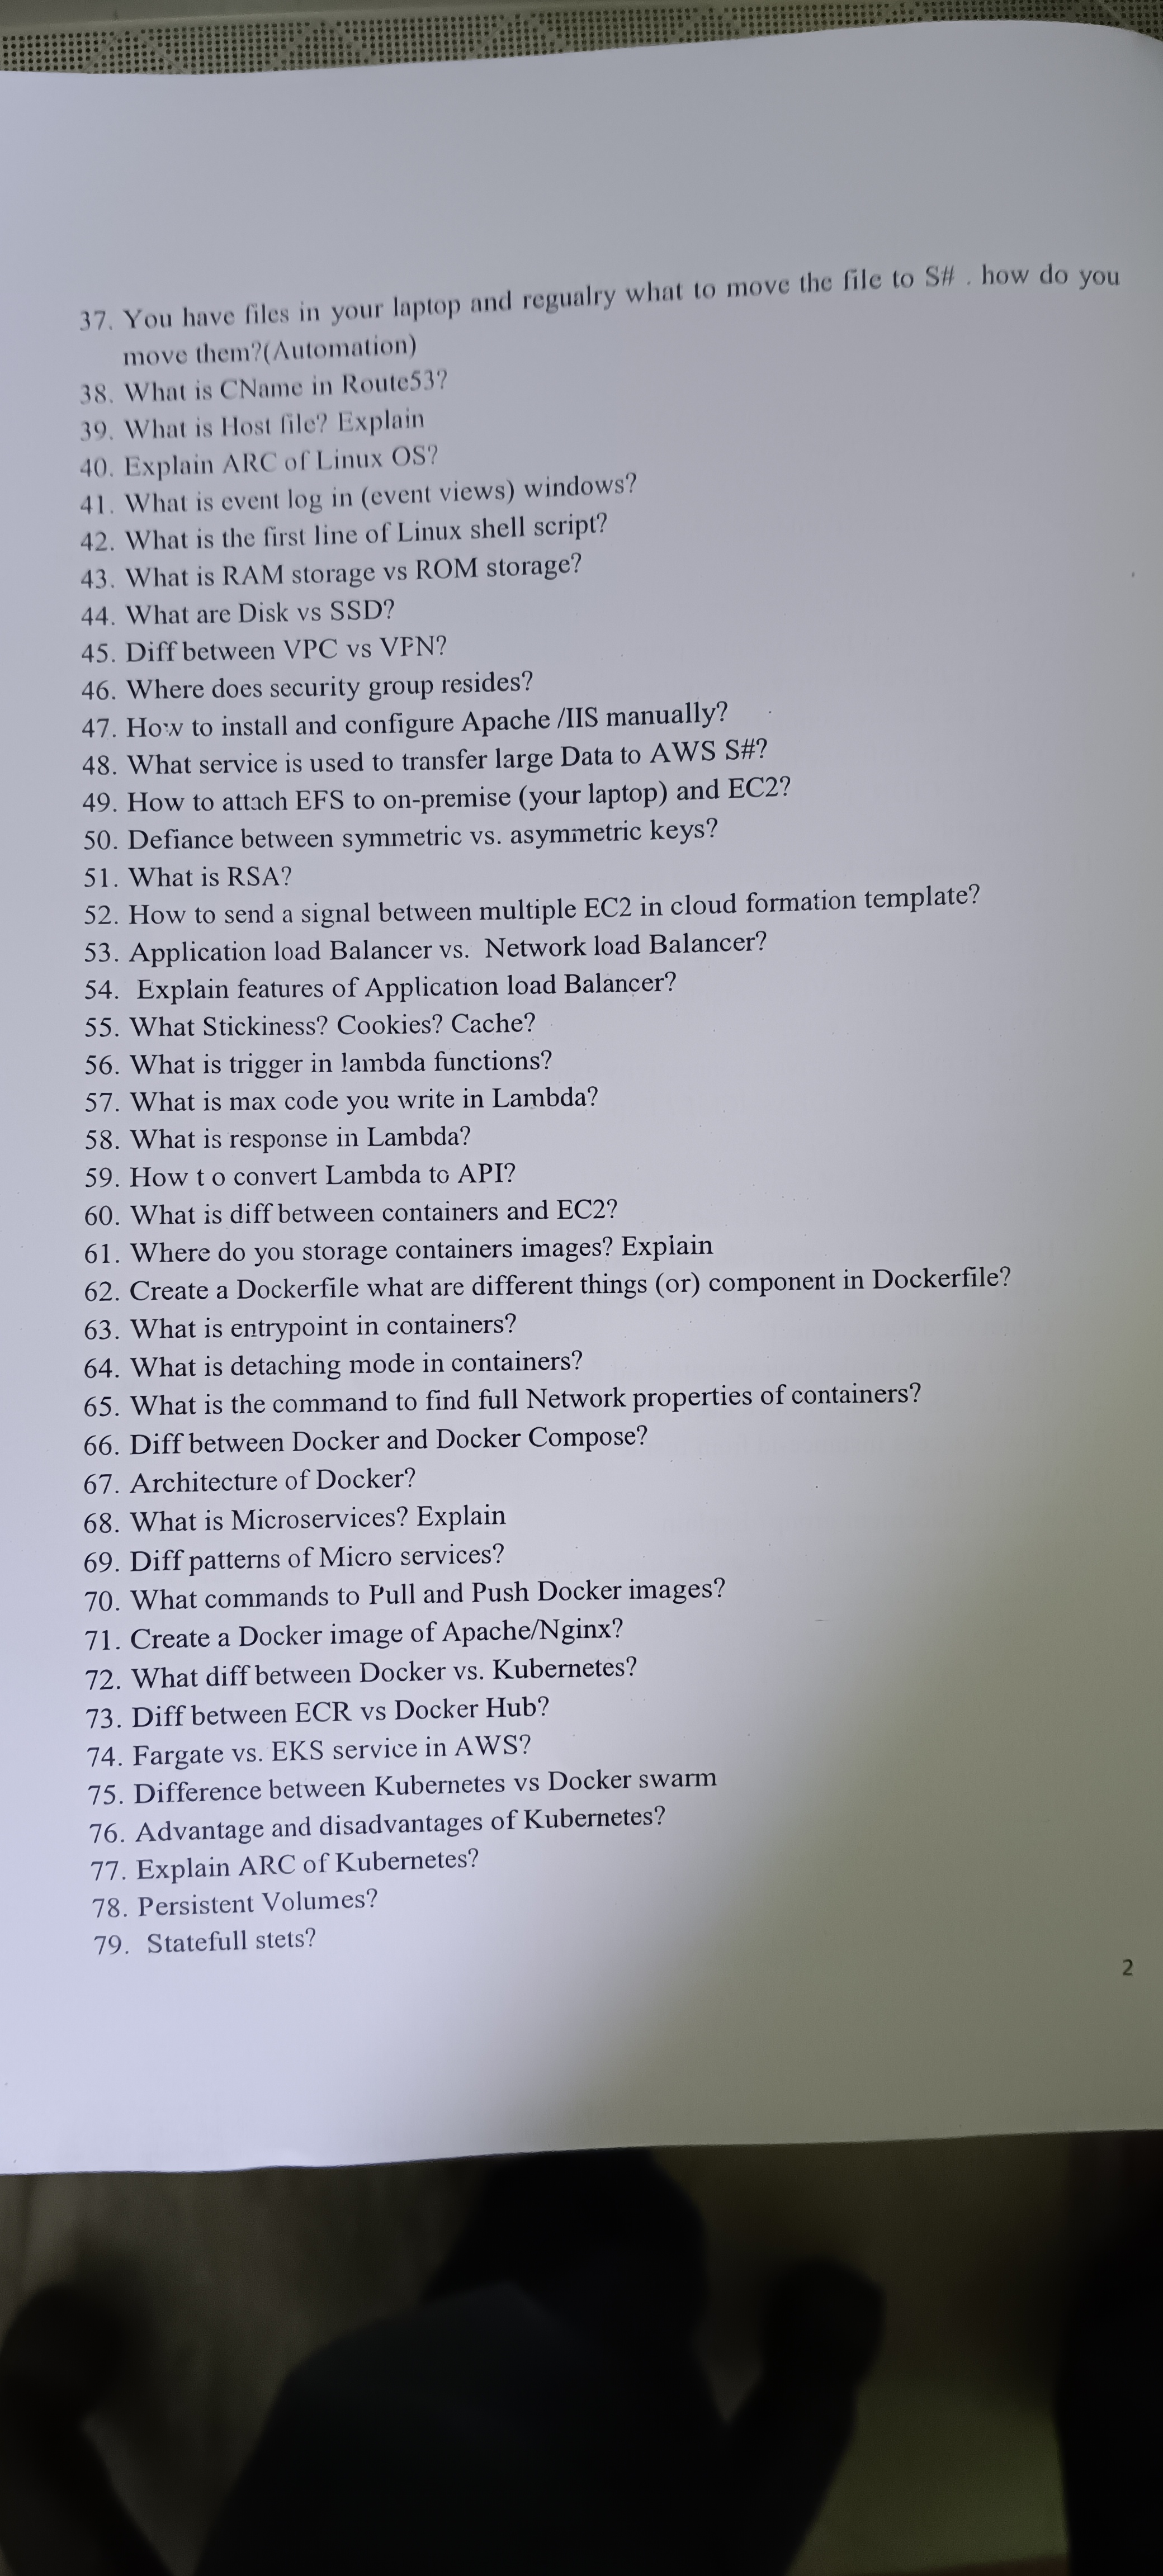 37. You have files in your laptop and regualry what to move the file to S# . how do you
move them?(Automation)
38. What is CName in Route53?
39. What is Host file? Explain
40. Explain ARC of Linux OS?
41. What is event log in (event views) windows?
42. What is the first line of Linux shell script?
43. What is RAM storage vs ROM storage?
44. What are Disk vs SSD?
45. Diff between VPC vs VPN?
46. Where does security group resides?
47. How to install and configure Apache /IIS manually?
48. What service is used to transfer large Data to AWS S#?
49. How to attach EFS to on-premise (your laptop) and EC2?
50. Defiance between symmetric vs. asymmetric keys?
51. What is RSA?
52. How to send a signal between multiple EC2 in cloud formation template?
53. Application load Balancer vs. Network load Balancer?
54. Explain features of Application load Balancer?
55. What Stickiness? Cookies? Cache?
56. What is trigger in lambda functions?
57. What is max code you write in Lambda?
58. What is response in Lambda?
59. How t o convert Lambda to API?
60. What is diff between containers and EC2?
61. Where do you storage containers images? Explain
62. Create a Dockerfile what are different things (or) component in Dockerfile?
63. What is entrypoint in containers?
64. What is detaching mode in containers?
65. What is the command to find full Network properties of containers?
66. Diff between Docker and Docker Compose?
67. Architecture of Docker?
68. What is Microservices? Explain
69. Diff patterns of Micro services?
70. What commands to Pull and Push Docker images?
71. Create a Docker image of Apache/Nginx?
72. What diff between Docker vs. Kubernetes?
73. Diff between ECR vs Docker Hub?
74. Fargate vs. EKS service in AWS?
75. Difference between Kubernetes vs Docker swarm
76. Advantage and disadvantages of Kubernetes?
77. Explain ARC of Kubernetes?
78. Persistent Volumes?
79. Statefull stets?
2